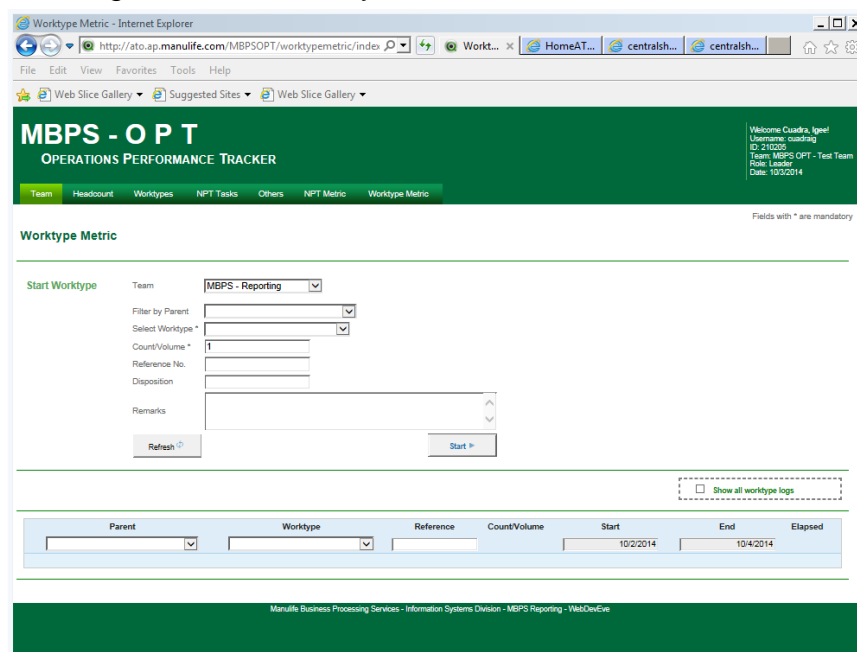 Worktype Metric - Internet Explorer
http://ato.ap.manulife.com/MBPSOPT/worktypemetric/index
Workt...
HomeAT...
centralsh...
centralsh...
File Edit View Favorites Tools Help
Web Slice Gallery
Suggested Sites
Web Slice Gallery
MBPS - O P T
OPERATIONS PERFORMANCE TRACKER
Welcome Cuadra, Igee!
Username: cuadraig
ID: 210205
Team: MBPS OPT - Test Team
Role: Leader
Date: 10/3/2014
Team Headcount Worktypes NPT Tasks Others NPT Metric Worktype Metric
Fields with * are mandatory
Worktype Metric
Start Worktype
Team MBPS - Reporting
Filter by Parent
Select Worktype *
Count/Volume * 1
Reference No.
Disposition
Remarks
Refresh Start
Show all worktype logs
Parent Worktype Reference Count/Volume Start End Elapsed
10/2/2014 10/4/2014
Manulife Business Processing Services - Information Systems Division - MBPS Reporting - WebDevEve